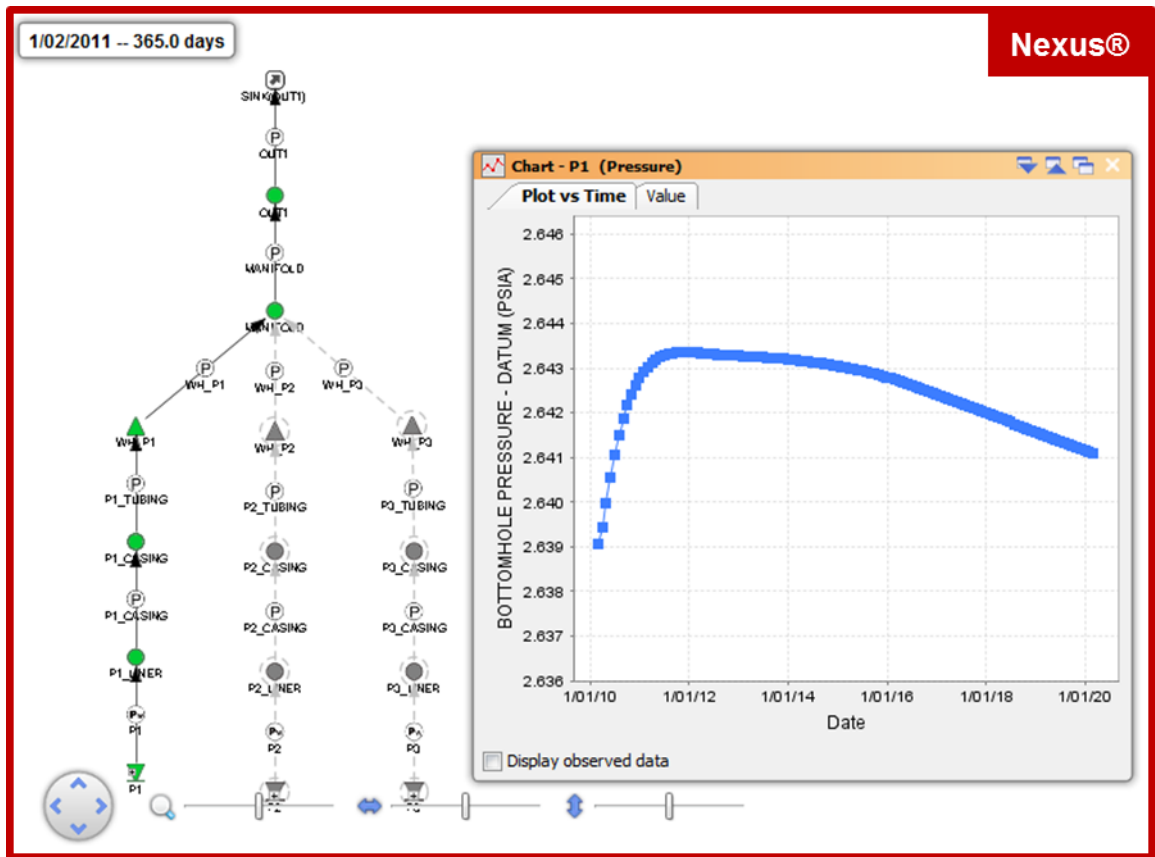 1/02/2011 -- 365.0 days
Nexus®
SINK(OUT1)
P
OUT1
OUT1
P
MANIFOLD
MANIFOLD
P
P
P
WH_P1
WH_P2
WH_P3
WH_P1
WH_P2
WH_P3
P
P
P
P1_TUBING
P2_TUBING
P3_TUBING
P1_CASING
P2_CASING
P3_CASING
P
P
P
P1_CASING
P2_CASING
P3_CASING
P1_LINER
P2_LINER
P3_LINER
P1
P2
P3
P1
Chart - P1 (Pressure)
Plot vs Time
Value
BOTTOMHOLE PRESSURE - DATUM (PSIA)
2.646
2.645
2.644
2.643
2.642
2.641
2.640
2.639
2.638
2.637
2.636
1/01/10
1/01/12
1/01/14
1/01/16
1/01/18
1/01/20
Date
Display observed data